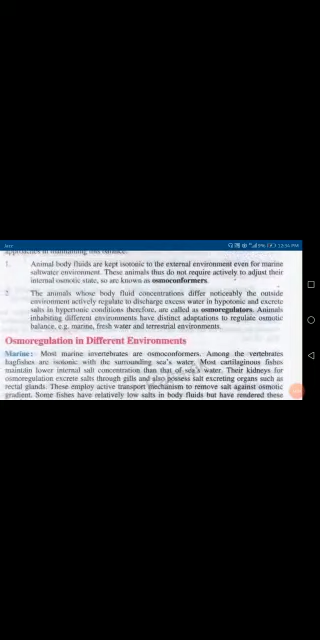 approaches in maintaining this balance.
1. Animal body fluids are kept isotonic to the external environment even for marine
saltwater environment. These animals thus do not require actively to adjust their
internal osmotic state, so are known as osmoconformers.
2. The animals whose body fluid concentrations differ noticeably the outside
environment actively regulate to discharge excess water in hypotonic and excrete
salts in hypertonic conditions therefore, are called as osmoregulators. Animals
inhabiting different environments have distinct adaptations to regulate osmotic
balance, e.g. marine, fresh water and terrestrial environments.
Osmoregulation in Different Environments
Marine: Most marine invertebrates are osmoconformers. Among the vertebrates
hagfishes are isotonic with the surrounding sea's water. Most cartilaginous fishes
maintain lower internal salt concentration than that of sea's water. Their kidneys for
osmoregulation excrete salts through gills and also possess salt excreting organs such as
rectal glands. These employ active transport mechanism to remove salt against osmotic
gradient. Some fishes have relatively low salts in body fluids but have rendered these